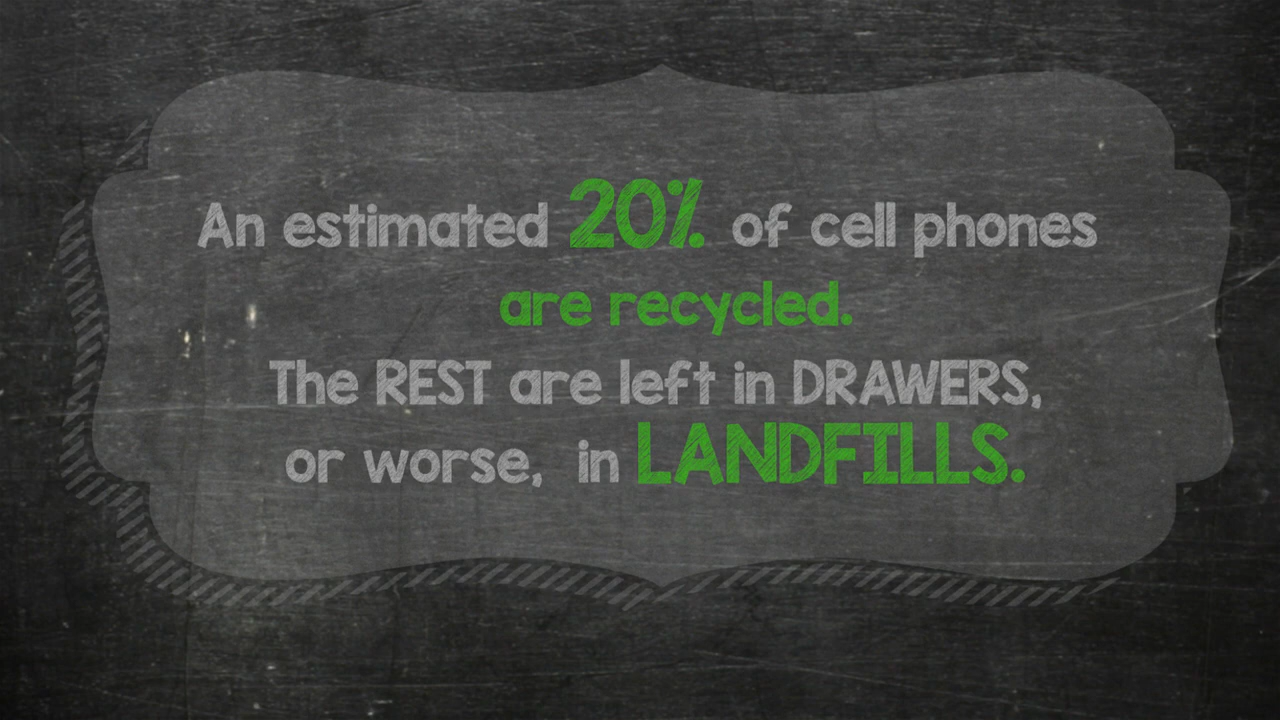 An estimated 20% of cell phones
are recycled.
The REST are left in DRAWERS,
or worse, in LANDFILLS.